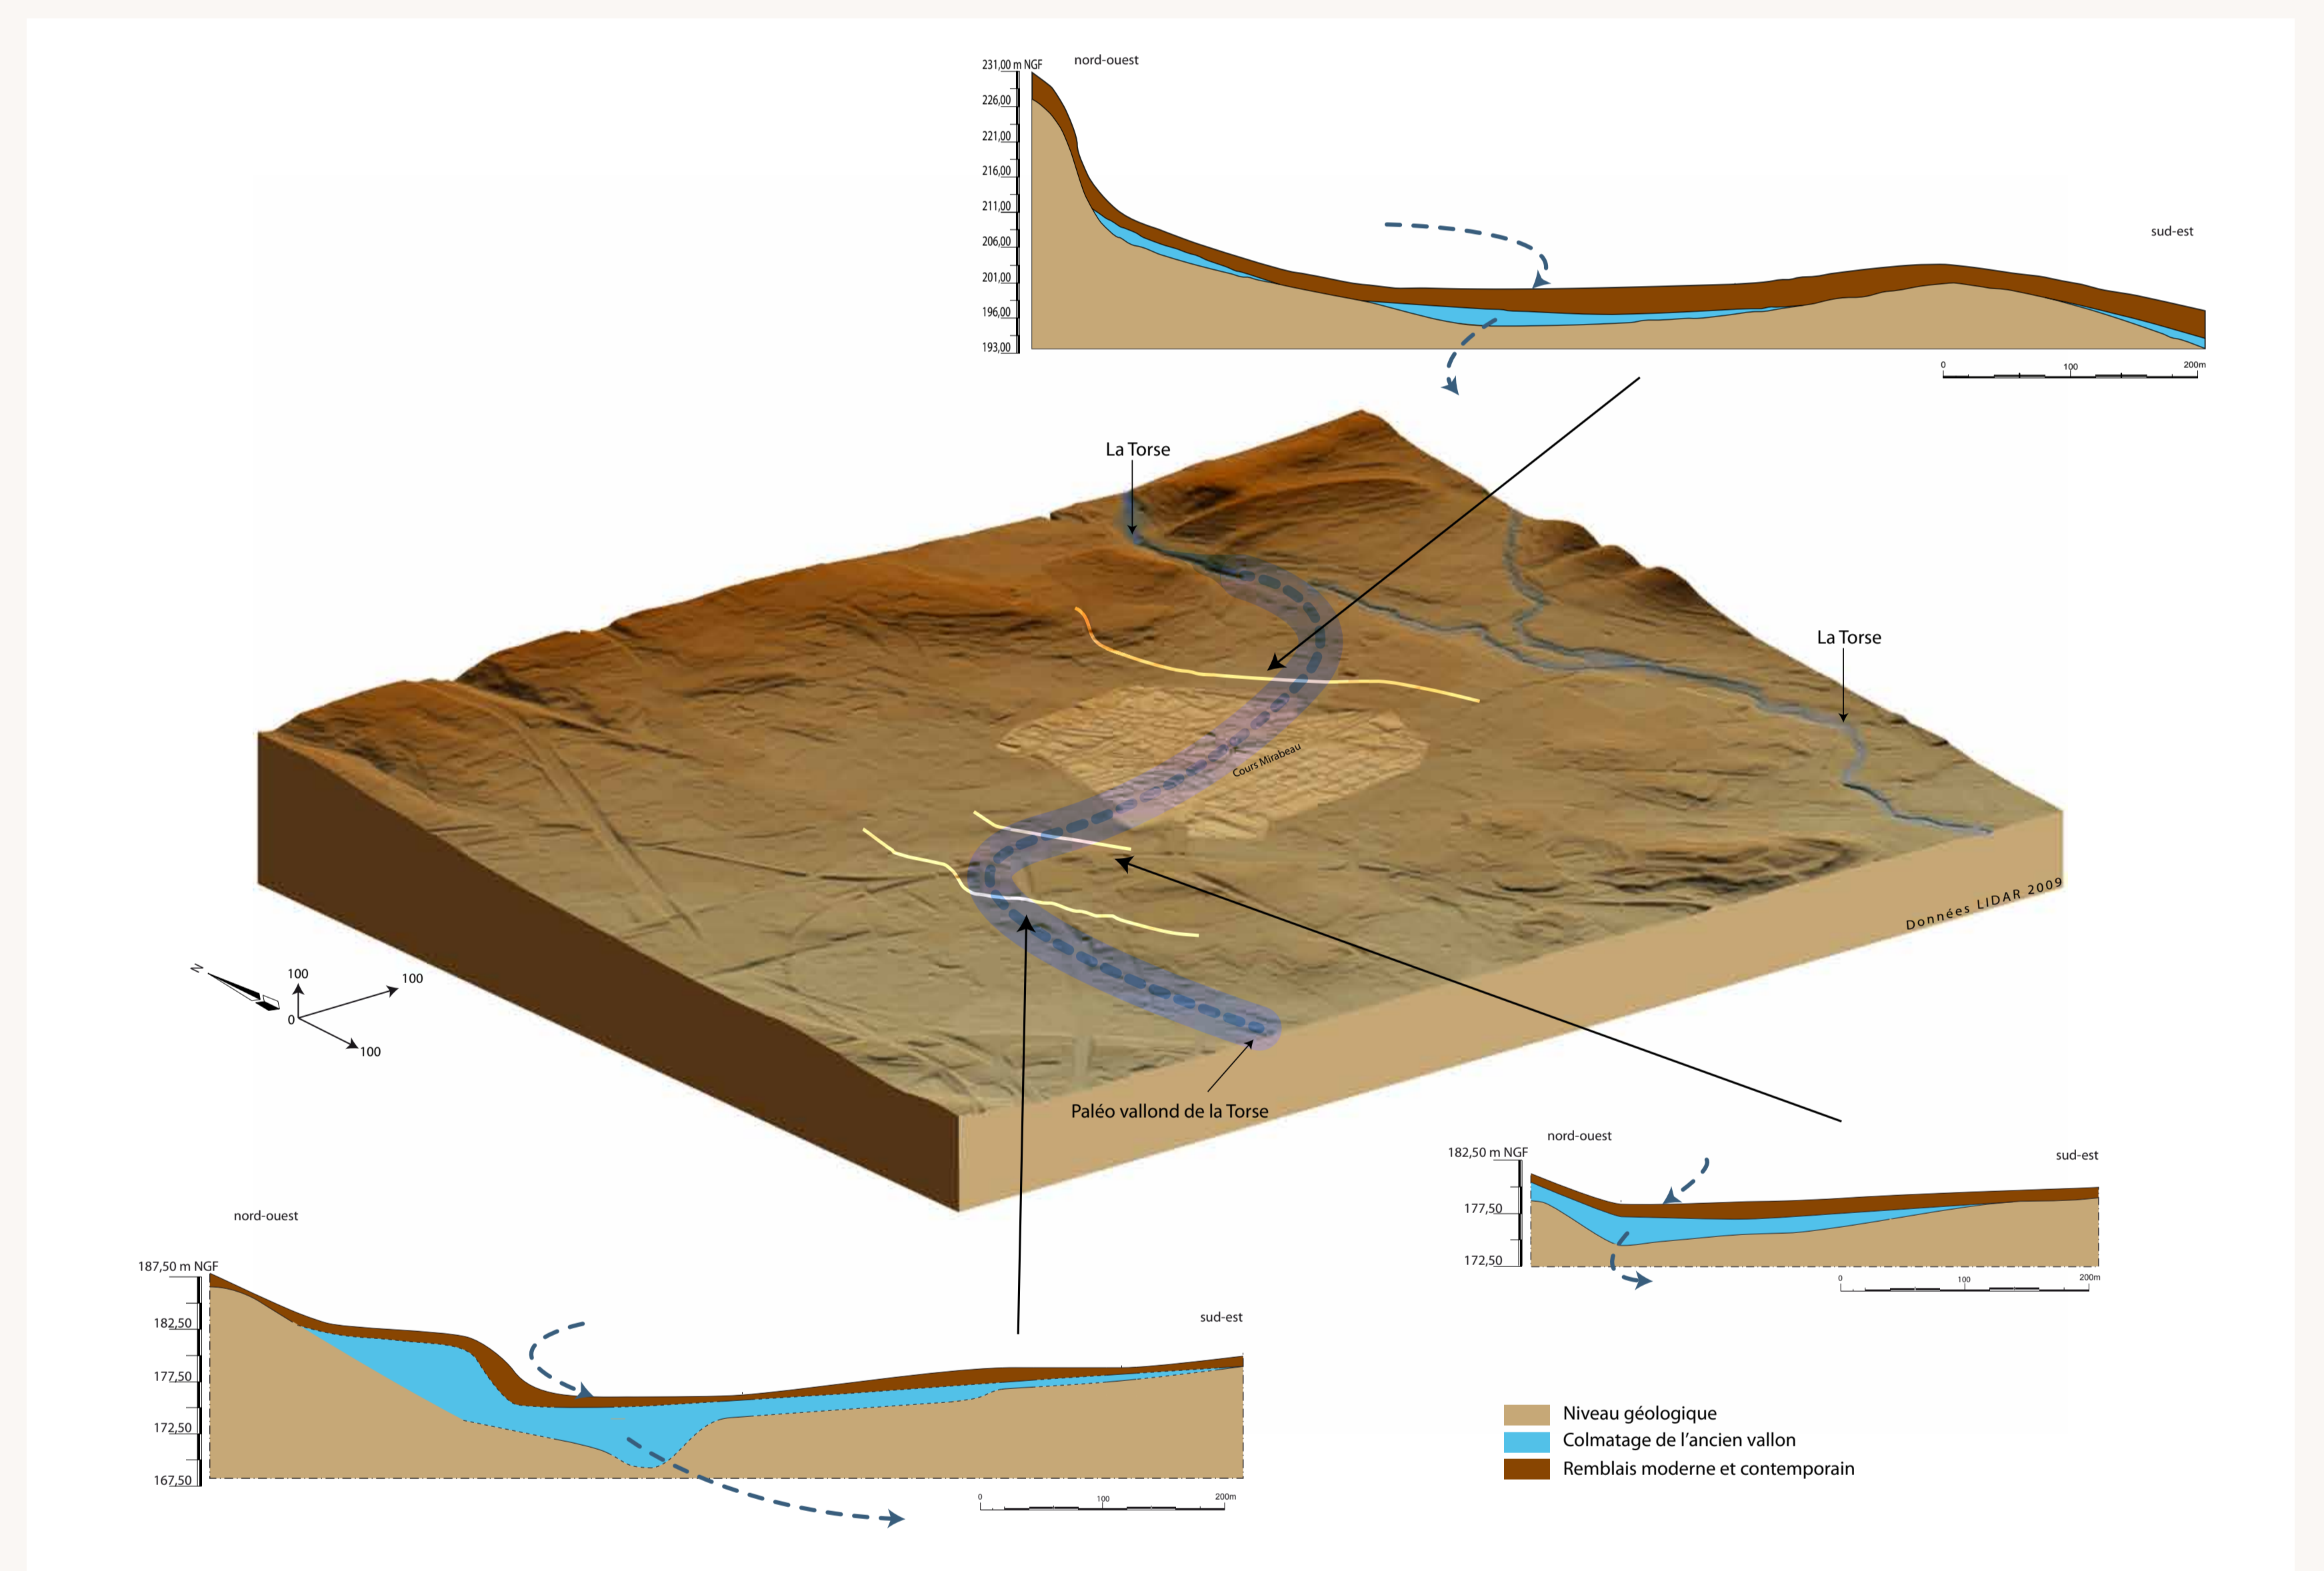 nord-ouest
231,00 m NGF
226,00
221,00
216,00
211,00
206,00
201,00
196,00
193,00
sud-est
0 100 200m
La Torse
La Torse
Cours Mirabeau
Données LIDAR 2009
N
100
100
0
100
Paléo vallond de la Torse
nord-ouest
182,50 m NGF
177,50
172,50
sud-est
0 100 200m
nord-ouest
187,50 m NGF
182,50
177,50
172,50
167,50
sud-est
0 100 200m
Niveau géologique
Colmatage de l'ancien vallon
Remblais moderne et contemporain